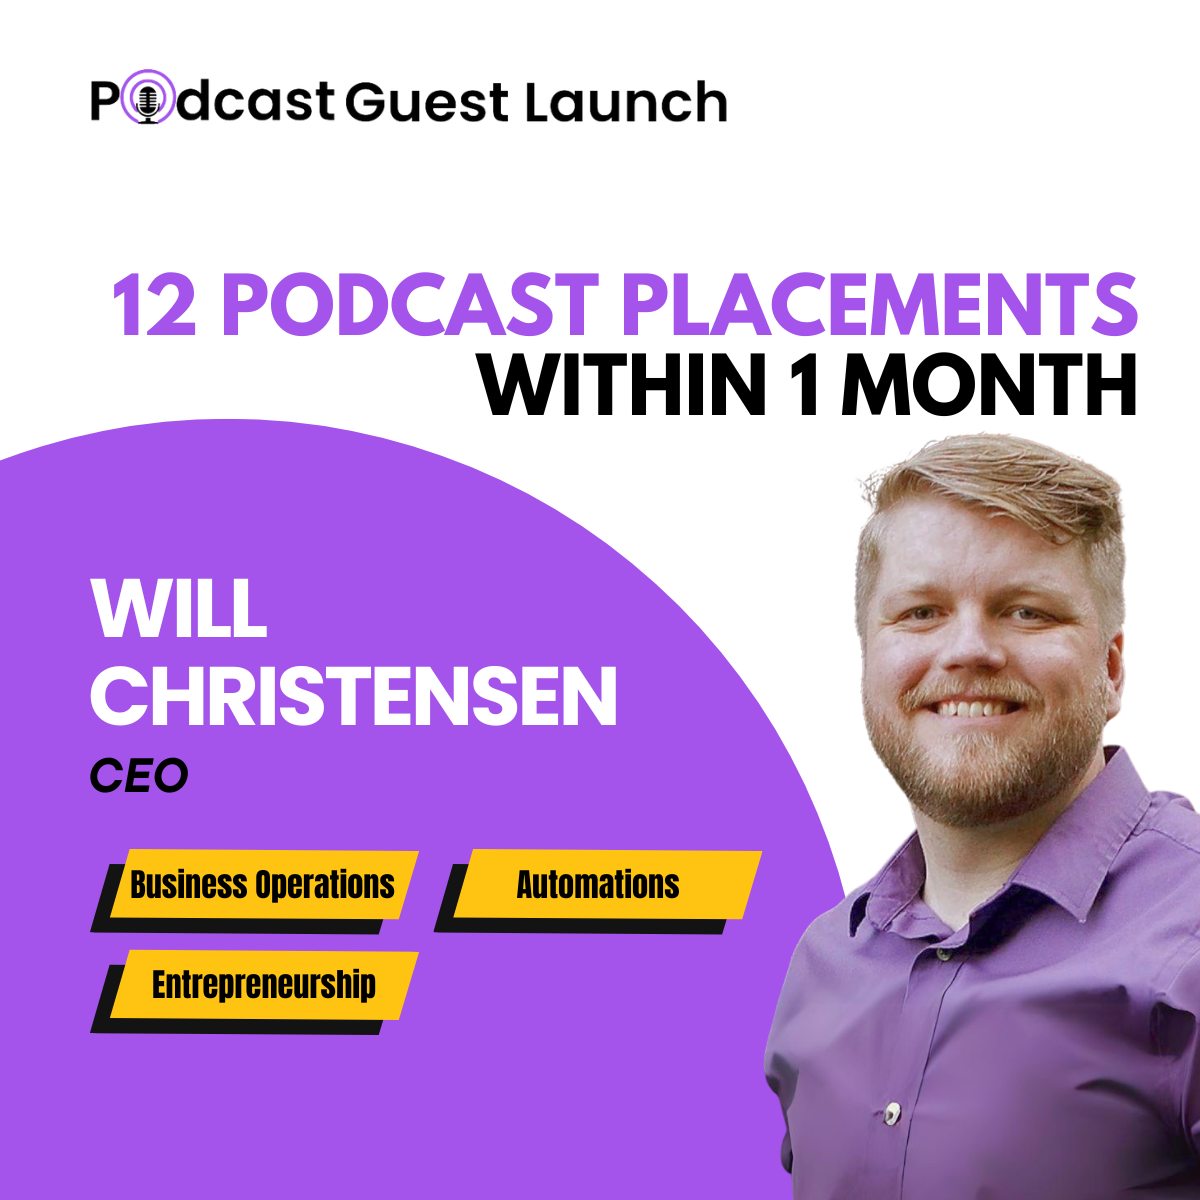 Podcast Guest Launch
12 PODCAST PLACEMENTS
WITHIN 1 MONTH
WILL
CHRISTENSEN
CEO
Business Operations
Automations
Entrepreneurship